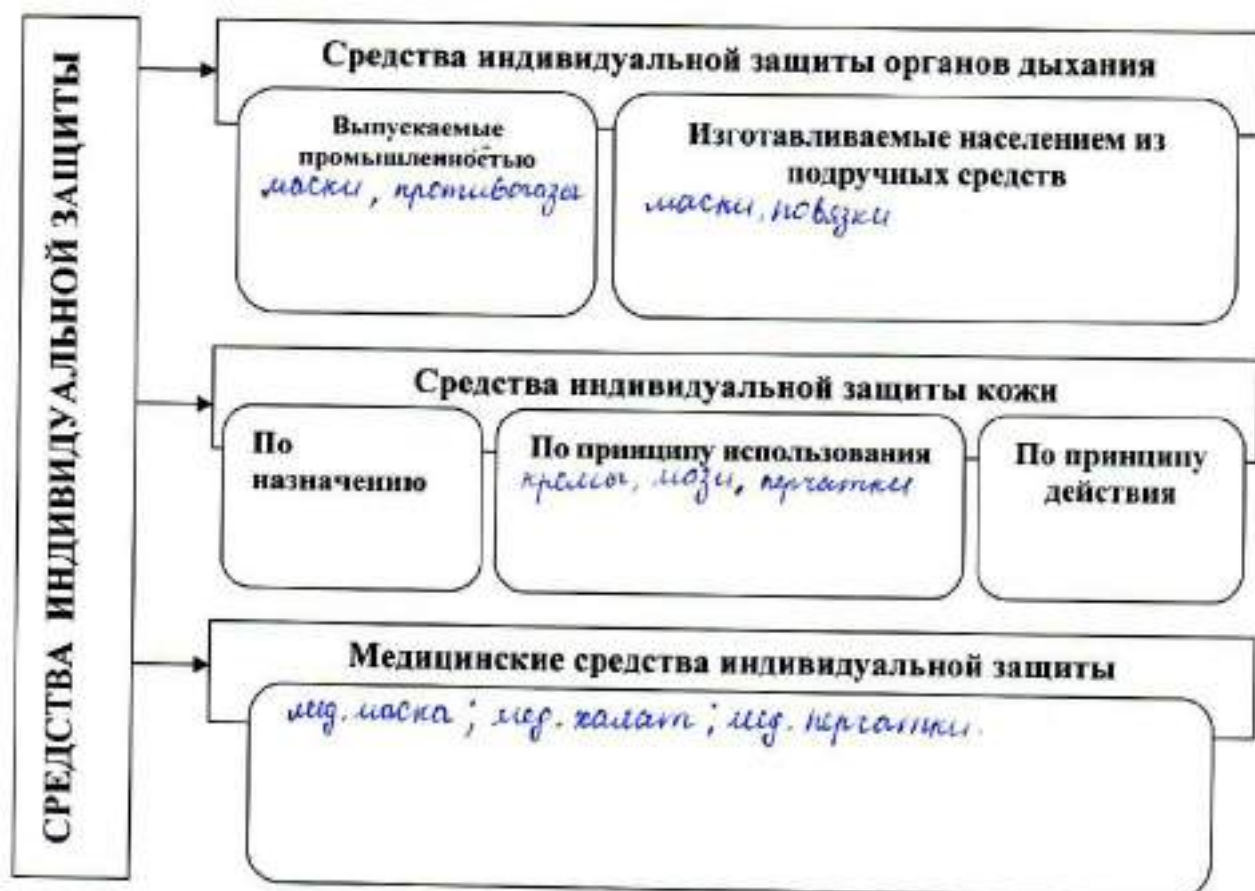 СРЕДСТВА ИНДИВИДУАЛЬНОЙ ЗАЩИТЫ
Средства индивидуальной защиты органов дыхания
Выпускаемые
промышленностью
маски, противогазы
Изготавливаемые населением из
подручных средств
маски, повязки
Средства индивидуальной защиты кожи
По
назначению
По принципу использования
кремы, мази, перчатки
По принципу
действия
Медицинские средства индивидуальной защиты
мед. маска; мед. халат; мед. перчатки.